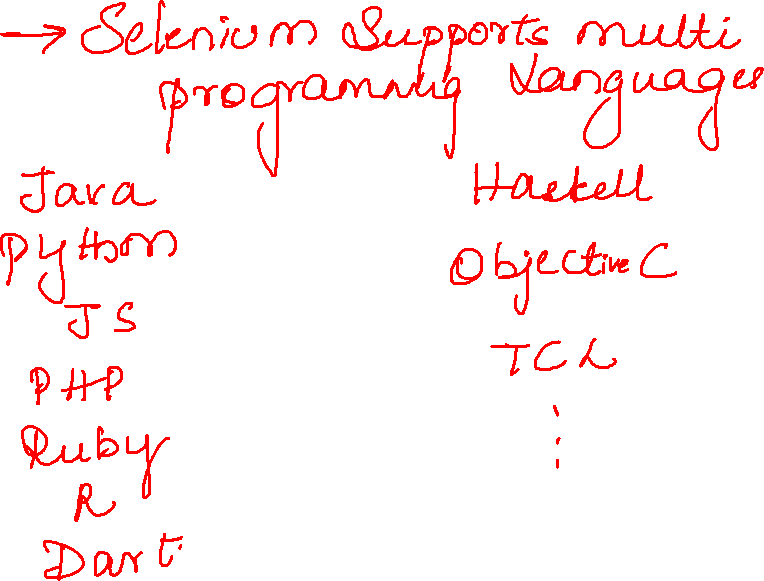 → Selenium Supports multi
programming Languages
Java
Python
JS
PHP
Ruby
R
Dart
Haskell
Objective C
TCL
⋮